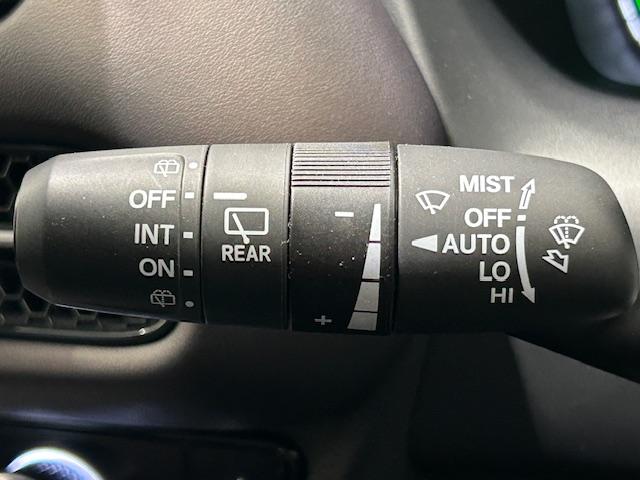 OFF
INT
ON
REAR
−
+
MIST
OFF
AUTO
LO
HI